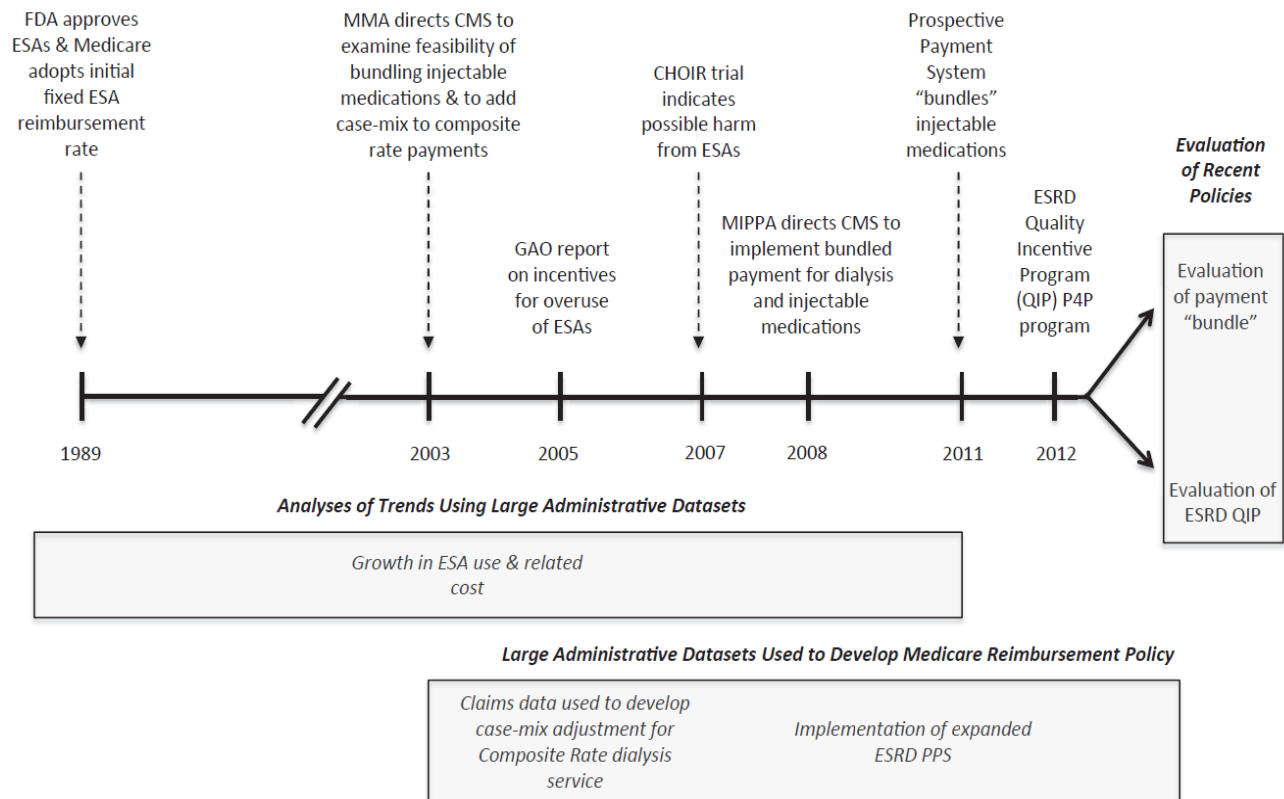 FDA approves
ESAs & Medicare
adopts initial
fixed ESA
reimbursement
rate
MMA directs CMS to
examine feasibility of
bundling injectable
medications & to add
case-mix to composite
rate payments
GAO report
on incentives
for overuse
of ESAs
CHOIR trial
indicates
possible harm
from ESAs
MIPPA directs CMS to
implement bundled
payment for dialysis
and injectable
medications
Prospective
Payment
System
“bundles”
injectable
medications
ESRD
Quality
Incentive
Program
(QIP) P4P
program
Evaluation
of Recent
Policies
Evaluation
of payment
“bundle”
Evaluation of
ESRD QIP
1989
2003
2005
2007
2008
2011
2012
Analyses of Trends Using Large Administrative Datasets
Growth in ESA use & related
cost
Large Administrative Datasets Used to Develop Medicare Reimbursement Policy
Claims data used to develop
case-mix adjustment for
Composite Rate dialysis
service
Implementation of expanded
ESRD PPS